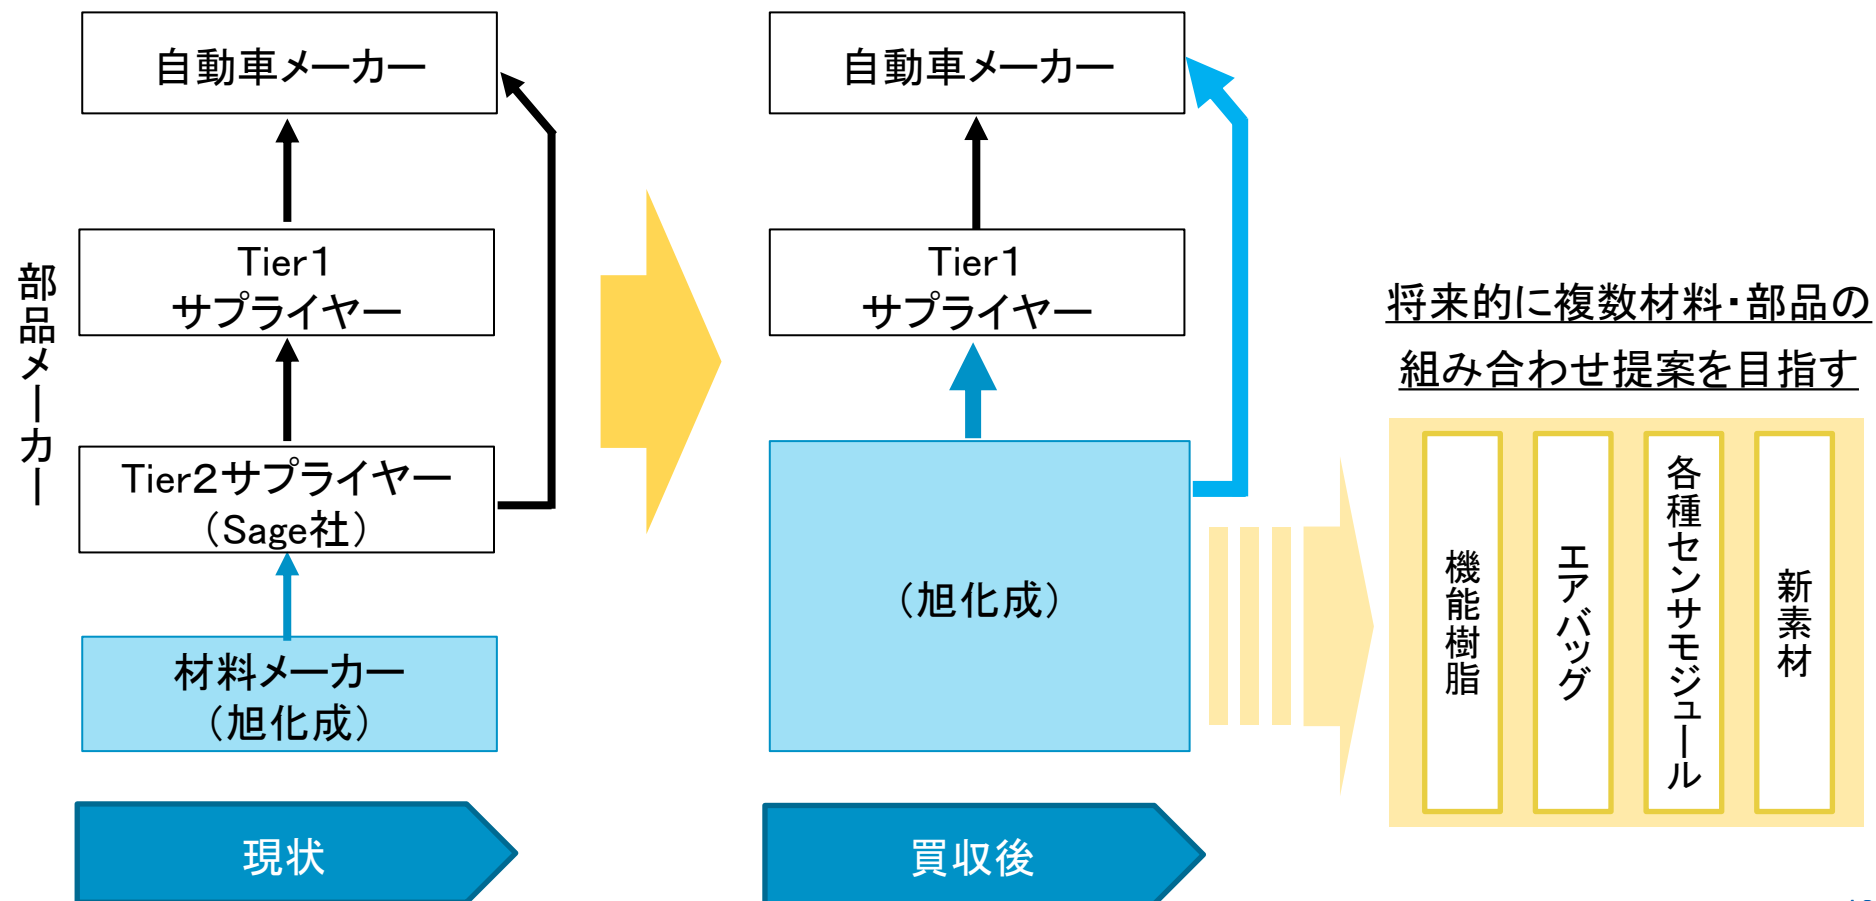 自動車メーカー
Tier1
サプライヤー
部品メーカー
Tier2サプライヤー
（Sage社）
材料メーカー
（旭化成）
現状
自動車メーカー
Tier1
サプライヤー
（旭化成）
買収後
将来的に複数材料・部品の
組み合わせ提案を目指す
機能樹脂
エアバッグ
各種センサモジュール
新素材